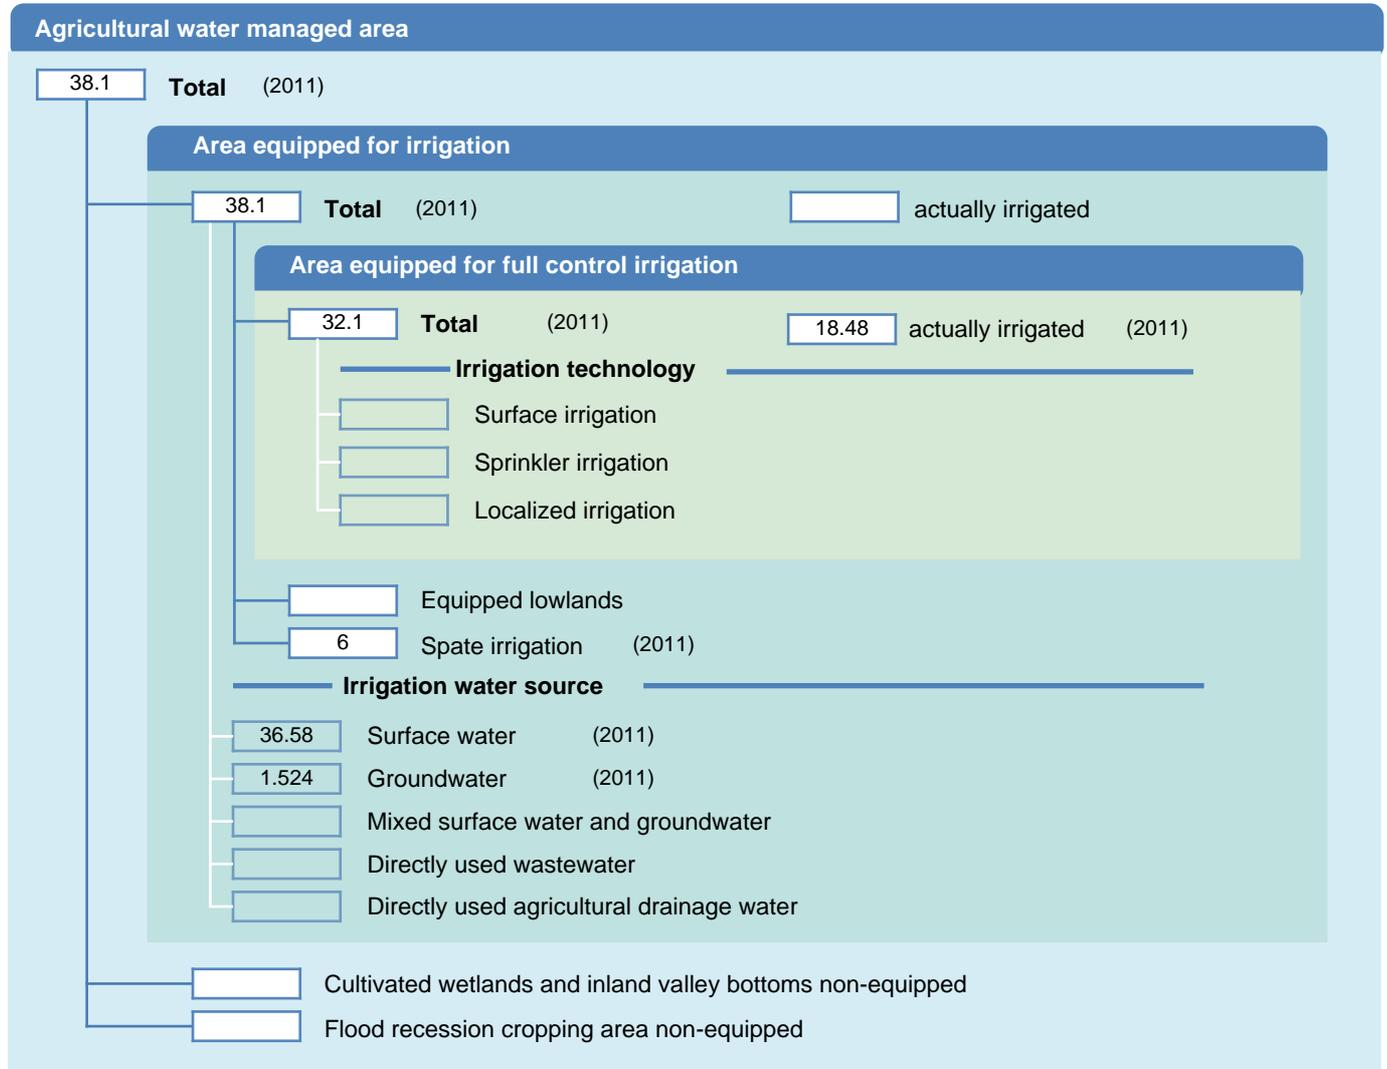 Agricultural water managed area
38.1 Total (2011)
Area equipped for irrigation
38.1 Total (2011) actually irrigated
Area equipped for full control irrigation
32.1 Total (2011) 18.48 actually irrigated (2011)
Irrigation technology
Surface irrigation
Sprinkler irrigation
Localized irrigation
Equipped lowlands
6 Spate irrigation (2011)
Irrigation water source
36.58 Surface water (2011)
1.524 Groundwater (2011)
Mixed surface water and groundwater
Directly used wastewater
Directly used agricultural drainage water
Cultivated wetlands and inland valley bottoms non-equipped
Flood recession cropping area non-equipped